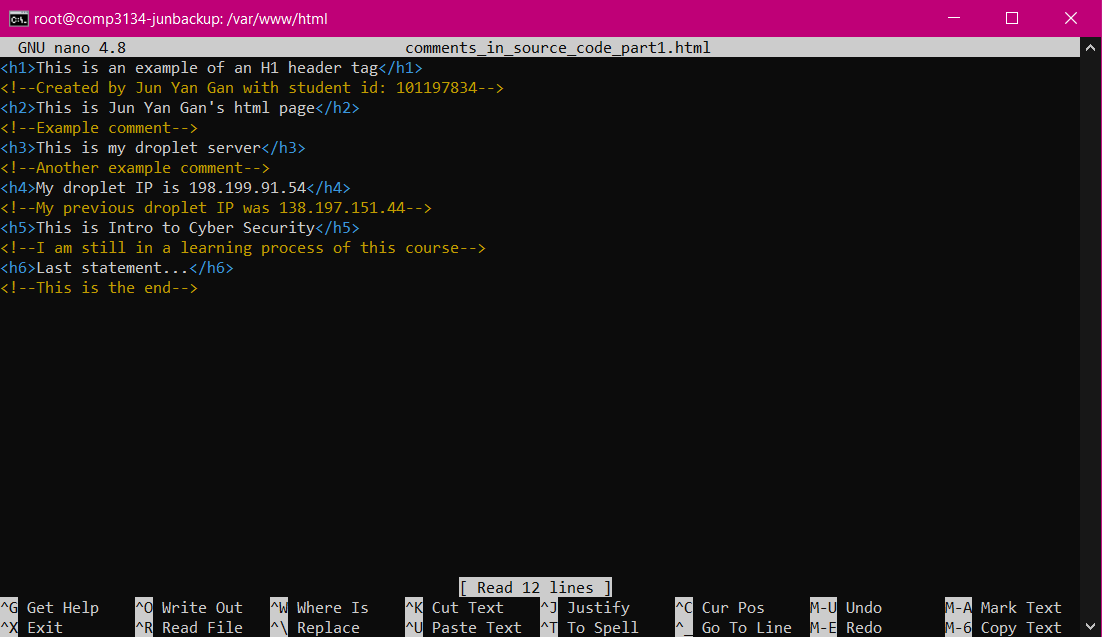 root@comp3134-junbackup: /var/www/html
GNU nano 4.8 comments_in_source_code_part1.html
<h1>This is an example of an H1 header tag</h1>
<!--Created by Jun Yan Gan with student id: 101197834-->
<h2>This is Jun Yan Gan's html page</h2>
<!--Example comment-->
<h3>This is my droplet server</h3>
<!--Another example comment-->
<h4>My droplet IP is 198.199.91.54</h4>
<!--My previous droplet IP was 138.197.151.44-->
<h5>This is Intro to Cyber Security</h5>
<!--I am still in a learning process of this course-->
<h6>Last statement...</h6>
<!--This is the end-->
[ Read 12 lines ]
^G Get Help ^O Write Out ^W Where Is ^K Cut Text ^J Justify ^C Cur Pos M-U Undo M-A Mark Text
^X Exit ^R Read File ^\ Replace ^U Paste Text ^T To Spell ^_ Go To Line M-E Redo M-6 Copy Text